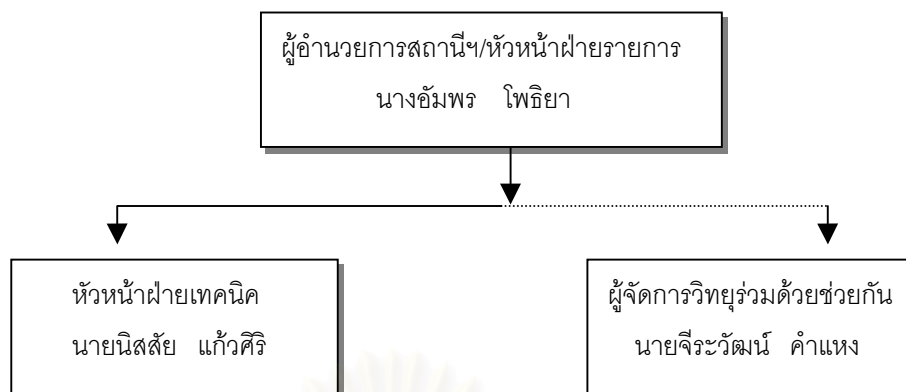 ผู้อำนวยการสถานีฯ/หัวหน้าฝ่ายรายการ
นางอัมพร โพธิยา
หัวหน้าฝ่ายเทคนิค
นายนิสสัย แก้วศิริ
ผู้จัดการวิทยุร่วมด้วยช่วยกัน
นายจีระวัฒน์ คำแหง